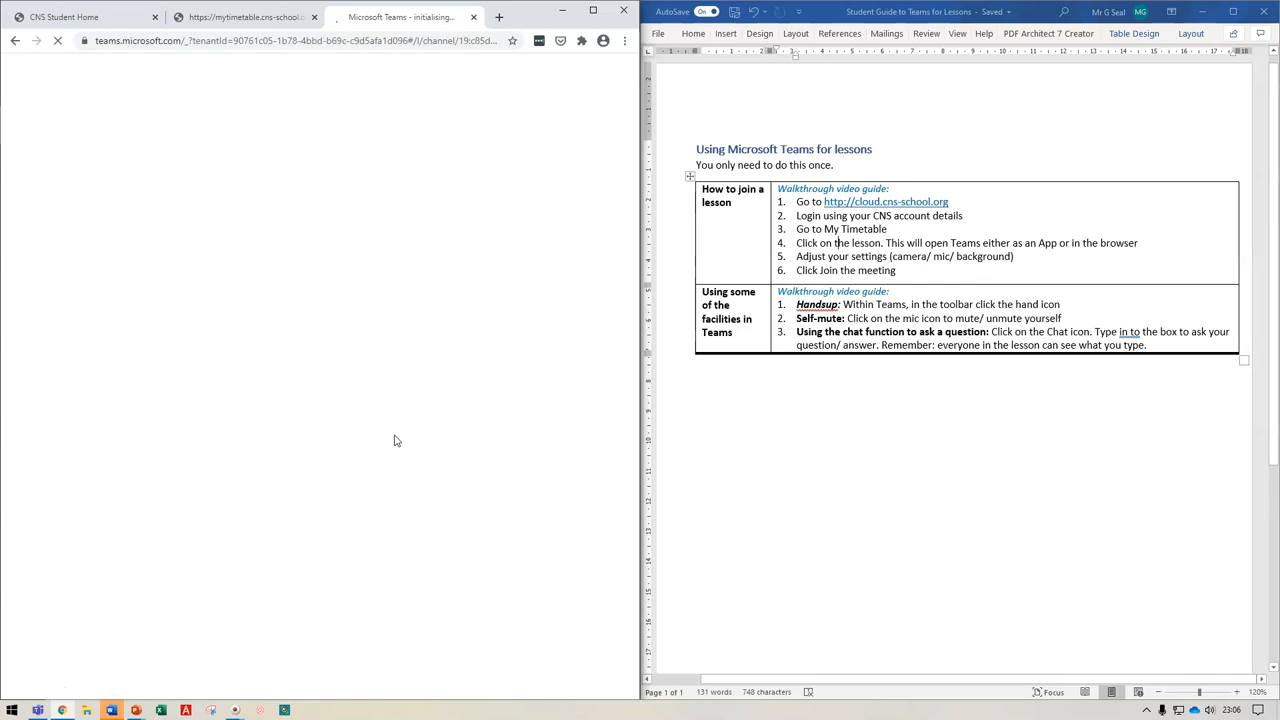 CNS Student Home
https://mytimetable.cns-school.o
Microsoft Teams - initialising...
teams.microsoft.com/_?tenantId=90761c05-1b78-4bbd-b69c-c9d5a5fa1d096#/l/channel/19:c85d...
AutoSave On
Student Guide to Teams for Lessons - Saved
Mr G Seal MG
File Home Insert Design Layout References Mailings Review View Help PDF Architect 7 Creator Table Design Layout
Using Microsoft Teams for lessons
You only need to do this once.
How to join a lesson
Walkthrough video guide:
1. Go to http://cloud.cns-school.org
2. Login using your CNS account details
3. Go to My Timetable
4. Click on the lesson. This will open Teams either as an App or in the browser
5. Adjust your settings (camera/ mic/ background)
6. Click Join the meeting
Using some of the facilities in Teams
Walkthrough video guide:
1. Handsup: Within Teams, in the toolbar click the hand icon
2. Self-mute: Click on the mic icon to mute/ unmute yourself
3. Using the chat function to ask a question: Click on the Chat icon. Type in to the box to ask your
question/ answer. Remember: everyone in the lesson can see what you type.
Page 1 of 1 131 words 748 characters
Focus
120%
23:06